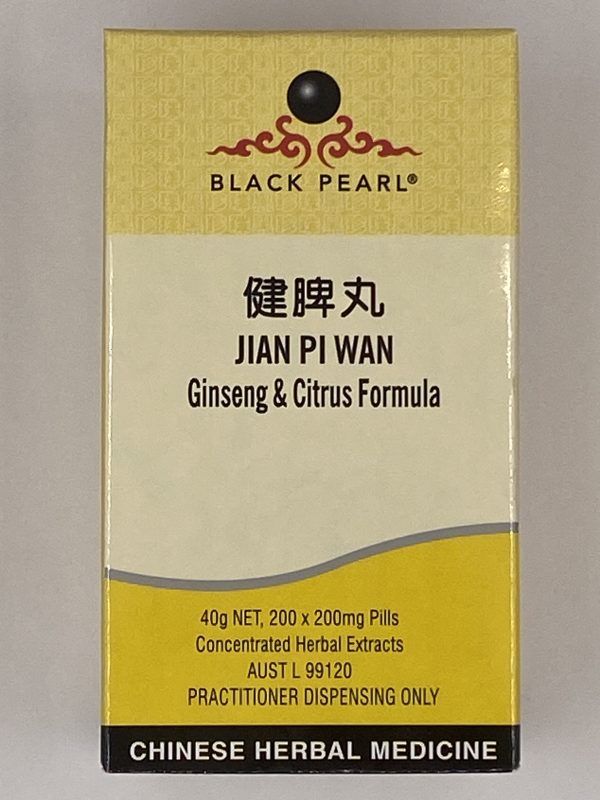 BLACK PEARL®
健脾丸
JIAN PI WAN
Ginseng & Citrus Formula
40g NET, 200 x 200mg Pills
Concentrated Herbal Extracts
AUST L 99120
PRACTITIONER DISPENSING ONLY
CHINESE HERBAL MEDICINE